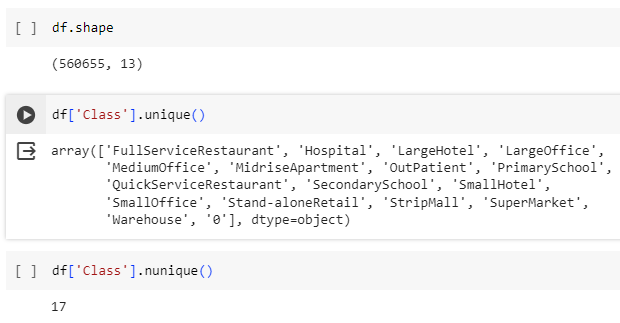 [ ] df.shape
(560655, 13)
df['Class'].unique()
array(['FullServiceRestaurant', 'Hospital', 'LargeHotel', 'LargeOffice',
'MediumOffice', 'MidriseApartment', 'OutPatient', 'PrimarySchool',
'QuickServiceRestaurant', 'SecondarySchool', 'SmallHotel',
'SmallOffice', 'Stand-aloneRetail', 'StripMall', 'SuperMarket',
'Warehouse', '0'], dtype=object)
[ ] df['Class'].nunique()
17